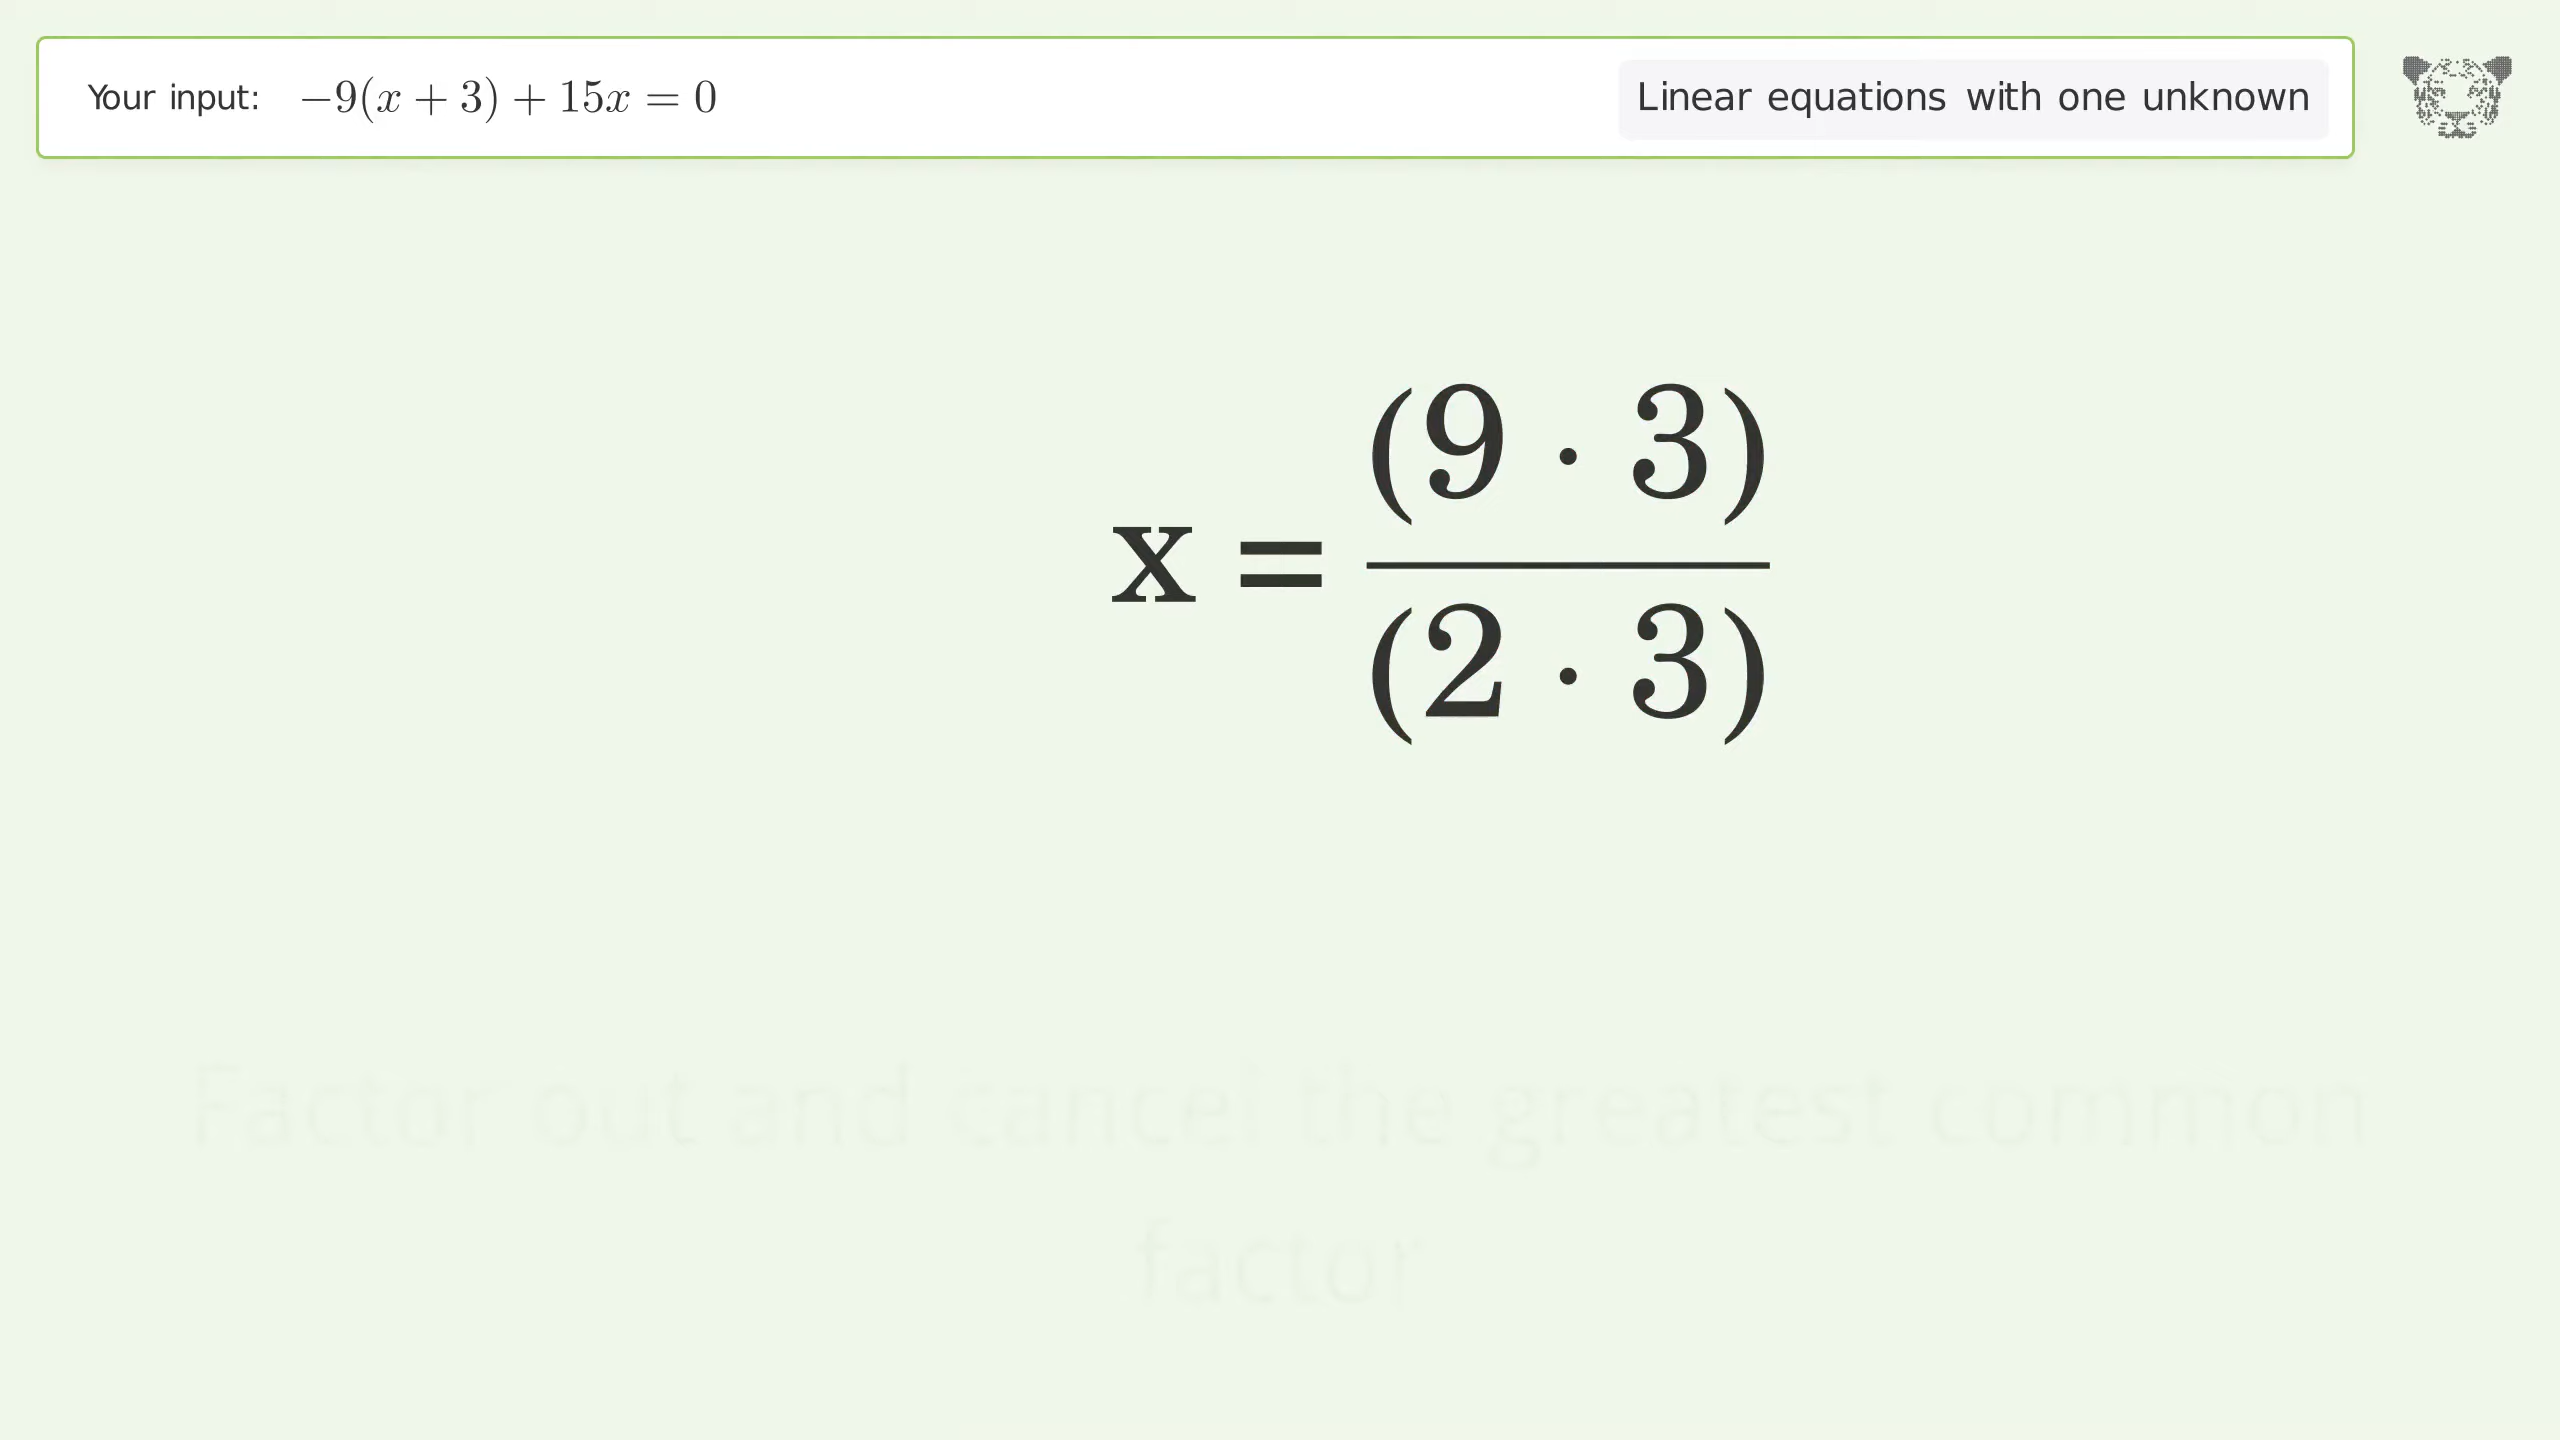 Your input: −9(x + 3) + 15x = 0
Linear equations with one unknown
(9 · 3)
x =
(2 · 3)
Factor out and cancel the greatest common
factor